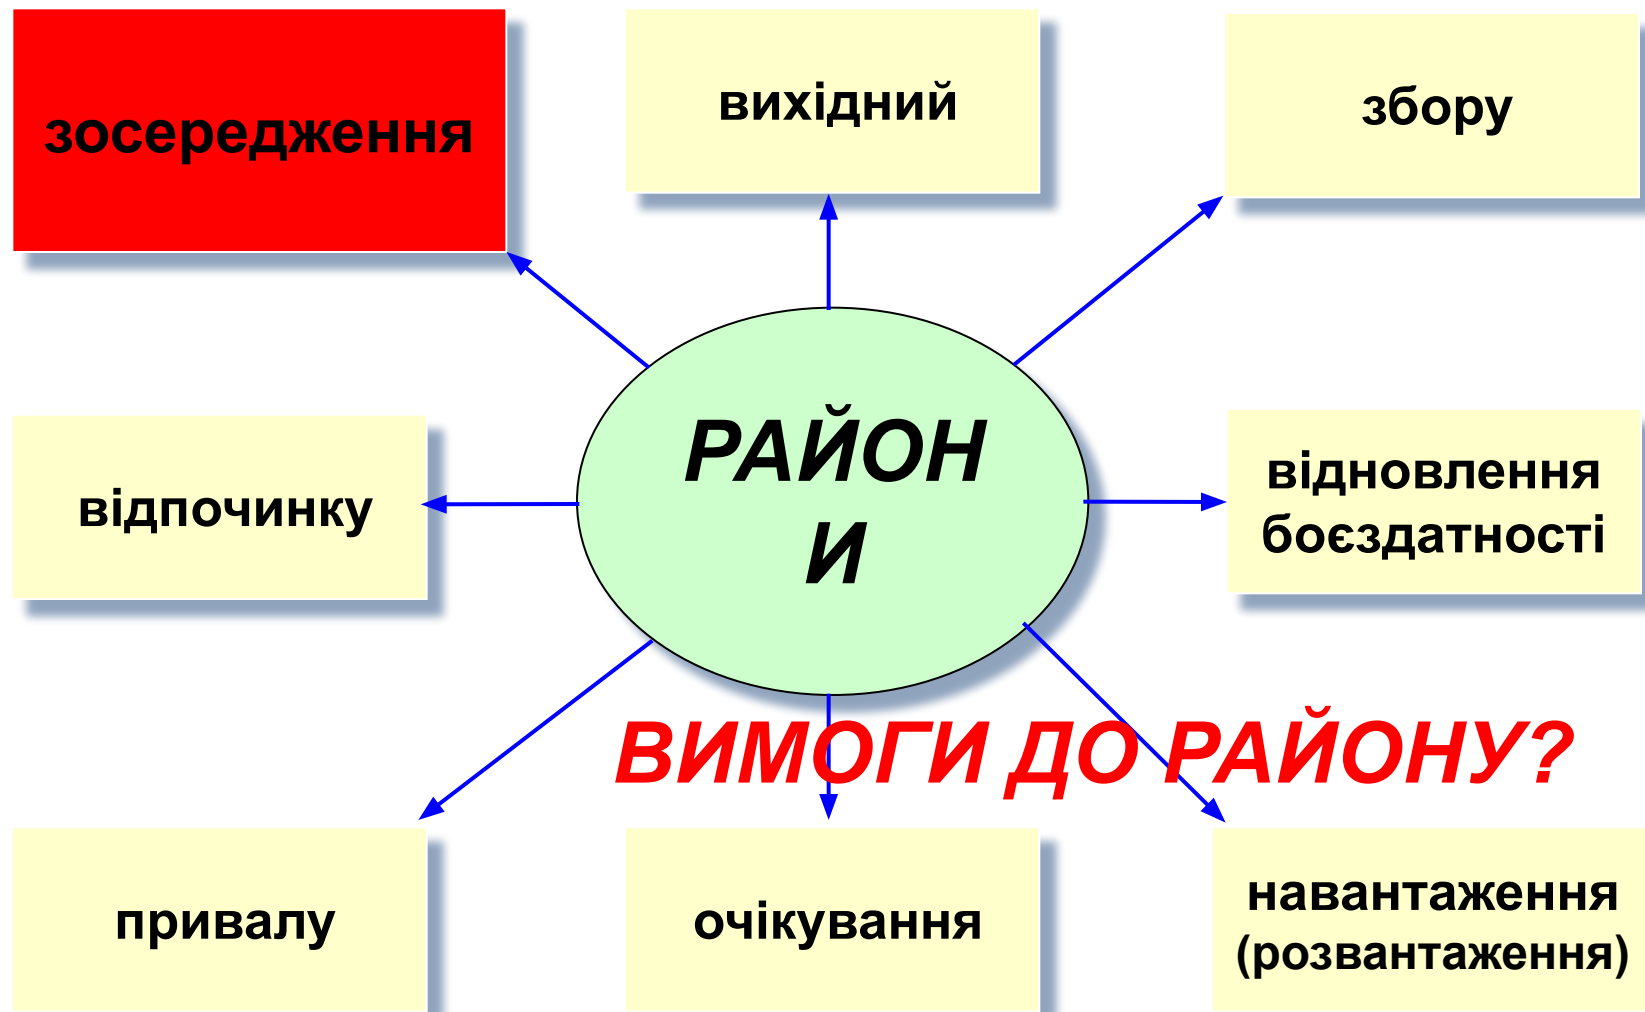 зосередження
вихідний
збору
РАЙОН
И
відпочинку
відновлення
боєздатності
ВИМОГИ ДО РАЙОНУ?
привалу
очікування
навантаження
(розвантаження)